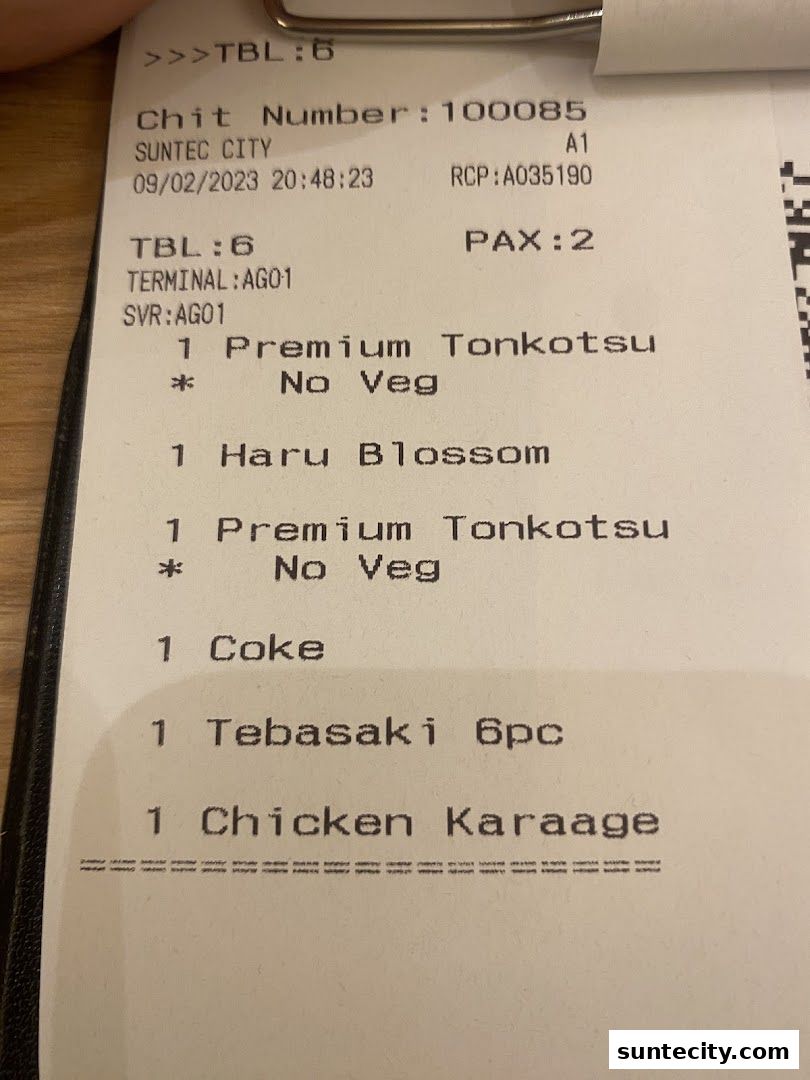 >>>TBL:6
Chit Number:100085
SUNTEC CITY A1
09/02/2023 20:48:23 RCP:A035190
TBL:6 PAX:2
TERMINAL:AG01
SVR:AG01
1 Premium Tonkotsu
* No Veg
1 Haru Blossom
1 Premium Tonkotsu
* No Veg
1 Coke
1 Tebasaki 6pc
1 Chicken Karaage
suntecity.com